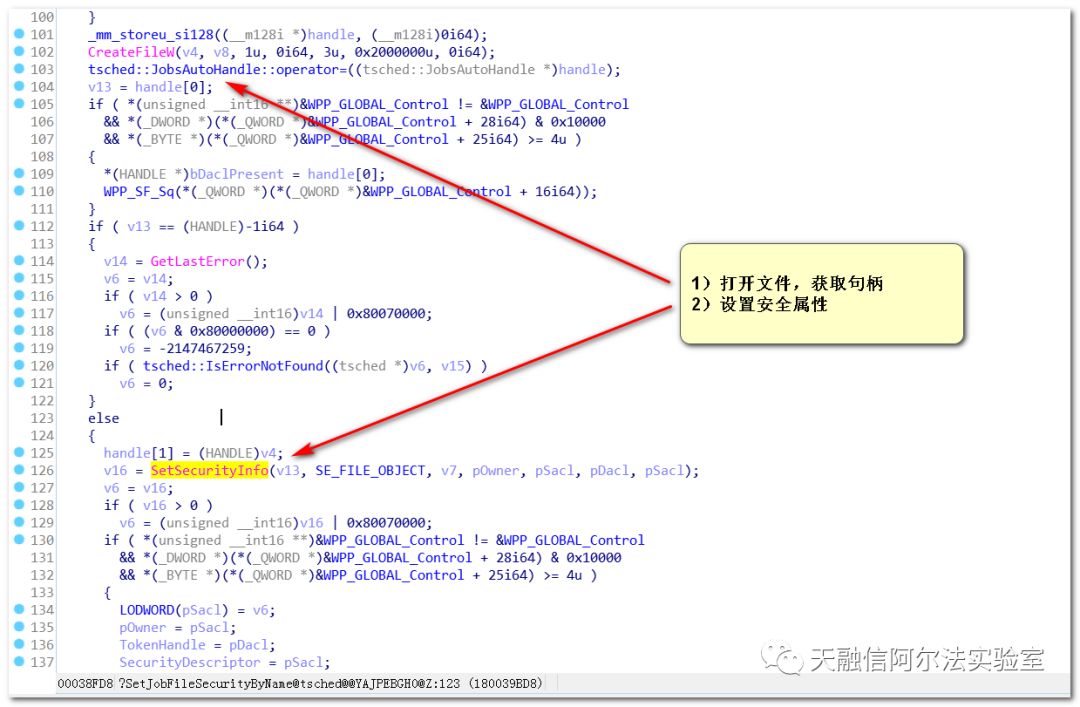 100 }
101 _mm_storeu_si128((__m128i *)handle, (__m128i)0i64);
102 CreateFileW(v4, v8, 1u, 0i64, 3u, 0x2000000u, 0i64);
103 tsched::JobsAutoHandle::operator=((tsched::JobsAutoHandle *)handle);
104 v13 = handle[0];
105 if ( *(unsigned __int16 **)&WPP_GLOBAL_Control != &WPP_GLOBAL_Control
106 && *(_DWORD *)(*(_QWORD *)&WPP_GLOBAL_Control + 28i64) & 0x10000
107 && *(_BYTE *)(*(_QWORD *)&WPP_GLOBAL_Control + 25i64) >= 4u )
108 {
109 *(HANDLE *)bDaclPresent = handle[0];
110 WPP_SF_Sq(*(_QWORD *)(*(_QWORD *)&WPP_GLOBAL_Control + 16i64));
111 }
112 if ( v13 == (HANDLE)-1i64 )
113 {
114 v14 = GetLastError();
115 v6 = v14;
116 if ( v14 > 0 )
117 v6 = (unsigned __int16)v14 | 0x80070000;
118 if ( (v6 & 0x80000000) == 0 )
119 v6 = -2147467259;
120 if ( tsched::IsErrorNotFound((tsched *)v6, v15) )
121 v6 = 0;
122 }
123 else
124 {
125 handle[1] = (HANDLE)v4;
126 v16 = SetSecurityInfo(v13, SE_FILE_OBJECT, v7, pOwner, pSacl, pDacl, pSacl);
127 v6 = v16;
128 if ( v16 > 0 )
129 v6 = (unsigned __int16)v16 | 0x80070000;
130 if ( *(unsigned __int16 **)&WPP_GLOBAL_Control != &WPP_GLOBAL_Control
131 && *(_DWORD *)(*(_QWORD *)&WPP_GLOBAL_Control + 28i64) & 0x10000
132 && *(_BYTE *)(*(_QWORD *)&WPP_GLOBAL_Control + 25i64) >= 4u )
133 {
134 LODWORD(pSacl) = v6;
135 pOwner = pSacl;
136 TokenHandle = pDacl;
137 SecurityDescriptor = pSacl;
1）打开文件，获取句柄
2）设置安全属性
天融信阿尔法实验室
00038FD8 ?SetJobFileSecurityByName@tsched@@YAJPEBGHO@Z:123 (180039BD8)